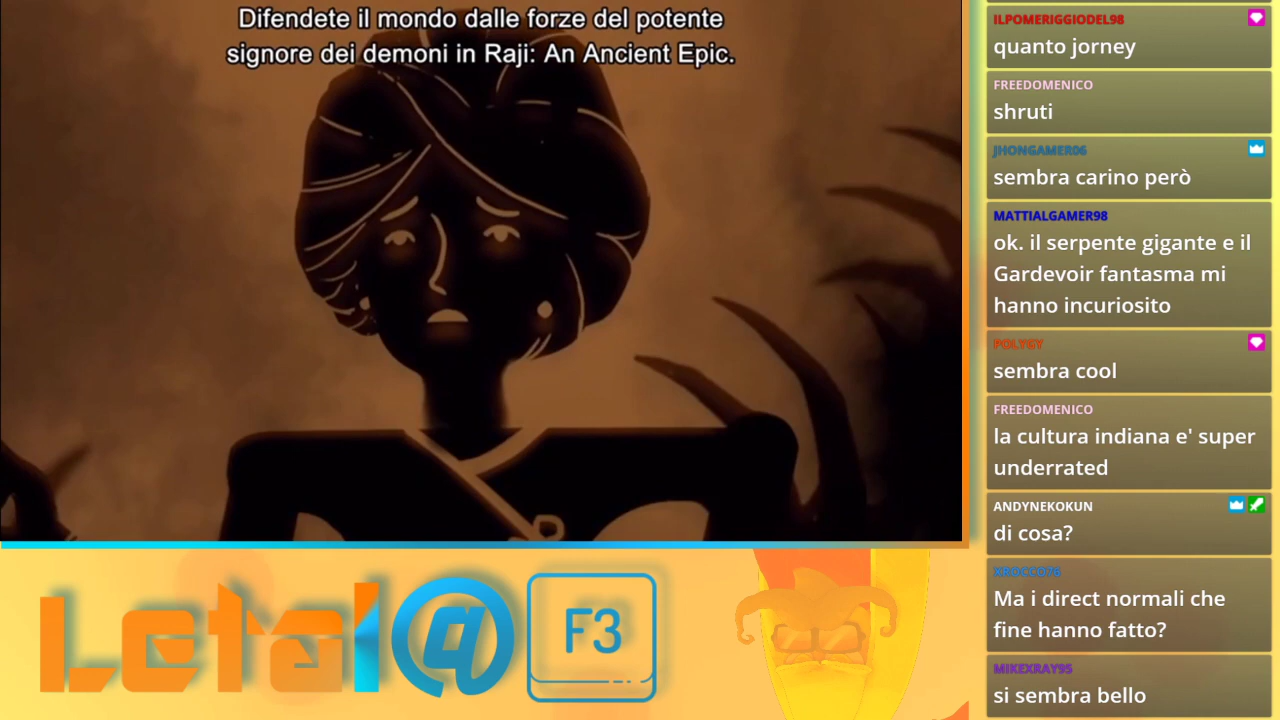 Difendete il mondo dalle forze del potente
signore dei demoni in Raji: An Ancient Epic.
Letal@ F3
ILPOMERIGGIODEL98
quanto jorney
FREEDOMENICO
shruti
JHONGAMER06
sembra carino però
MATTIALGAMER98
ok. il serpente gigante e il
Gardevoir fantasma mi
hanno incuriosito
POLYGY
sembra cool
FREEDOMENICO
la cultura indiana e' super
underrated
ANDYNEKOKUN
di cosa?
XROCCO76
Ma i direct normali che
fine hanno fatto?
MIKEXRAY95
si sembra bello